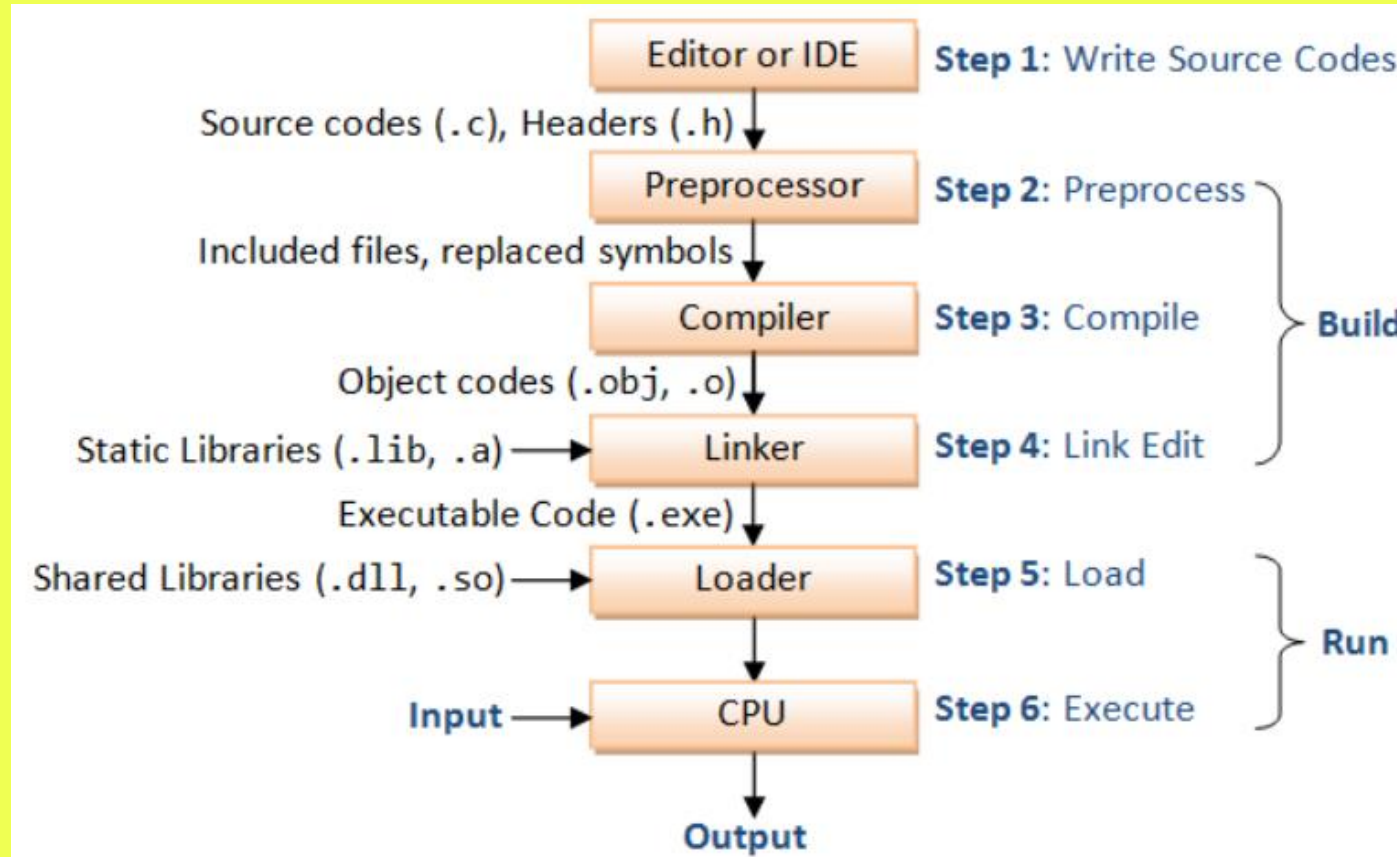 Editor or IDE Step 1: Write Source Codes
Source codes (.c), Headers (.h)
Preprocessor Step 2: Preprocess
Included files, replaced symbols
Compiler Step 3: Compile
Build
Object codes (.obj, .o)
Static Libraries (.lib, .a) Linker Step 4: Link Edit
Executable Code (.exe)
Shared Libraries (.dll, .so) Loader Step 5: Load
Run
Input CPU Step 6: Execute
Output